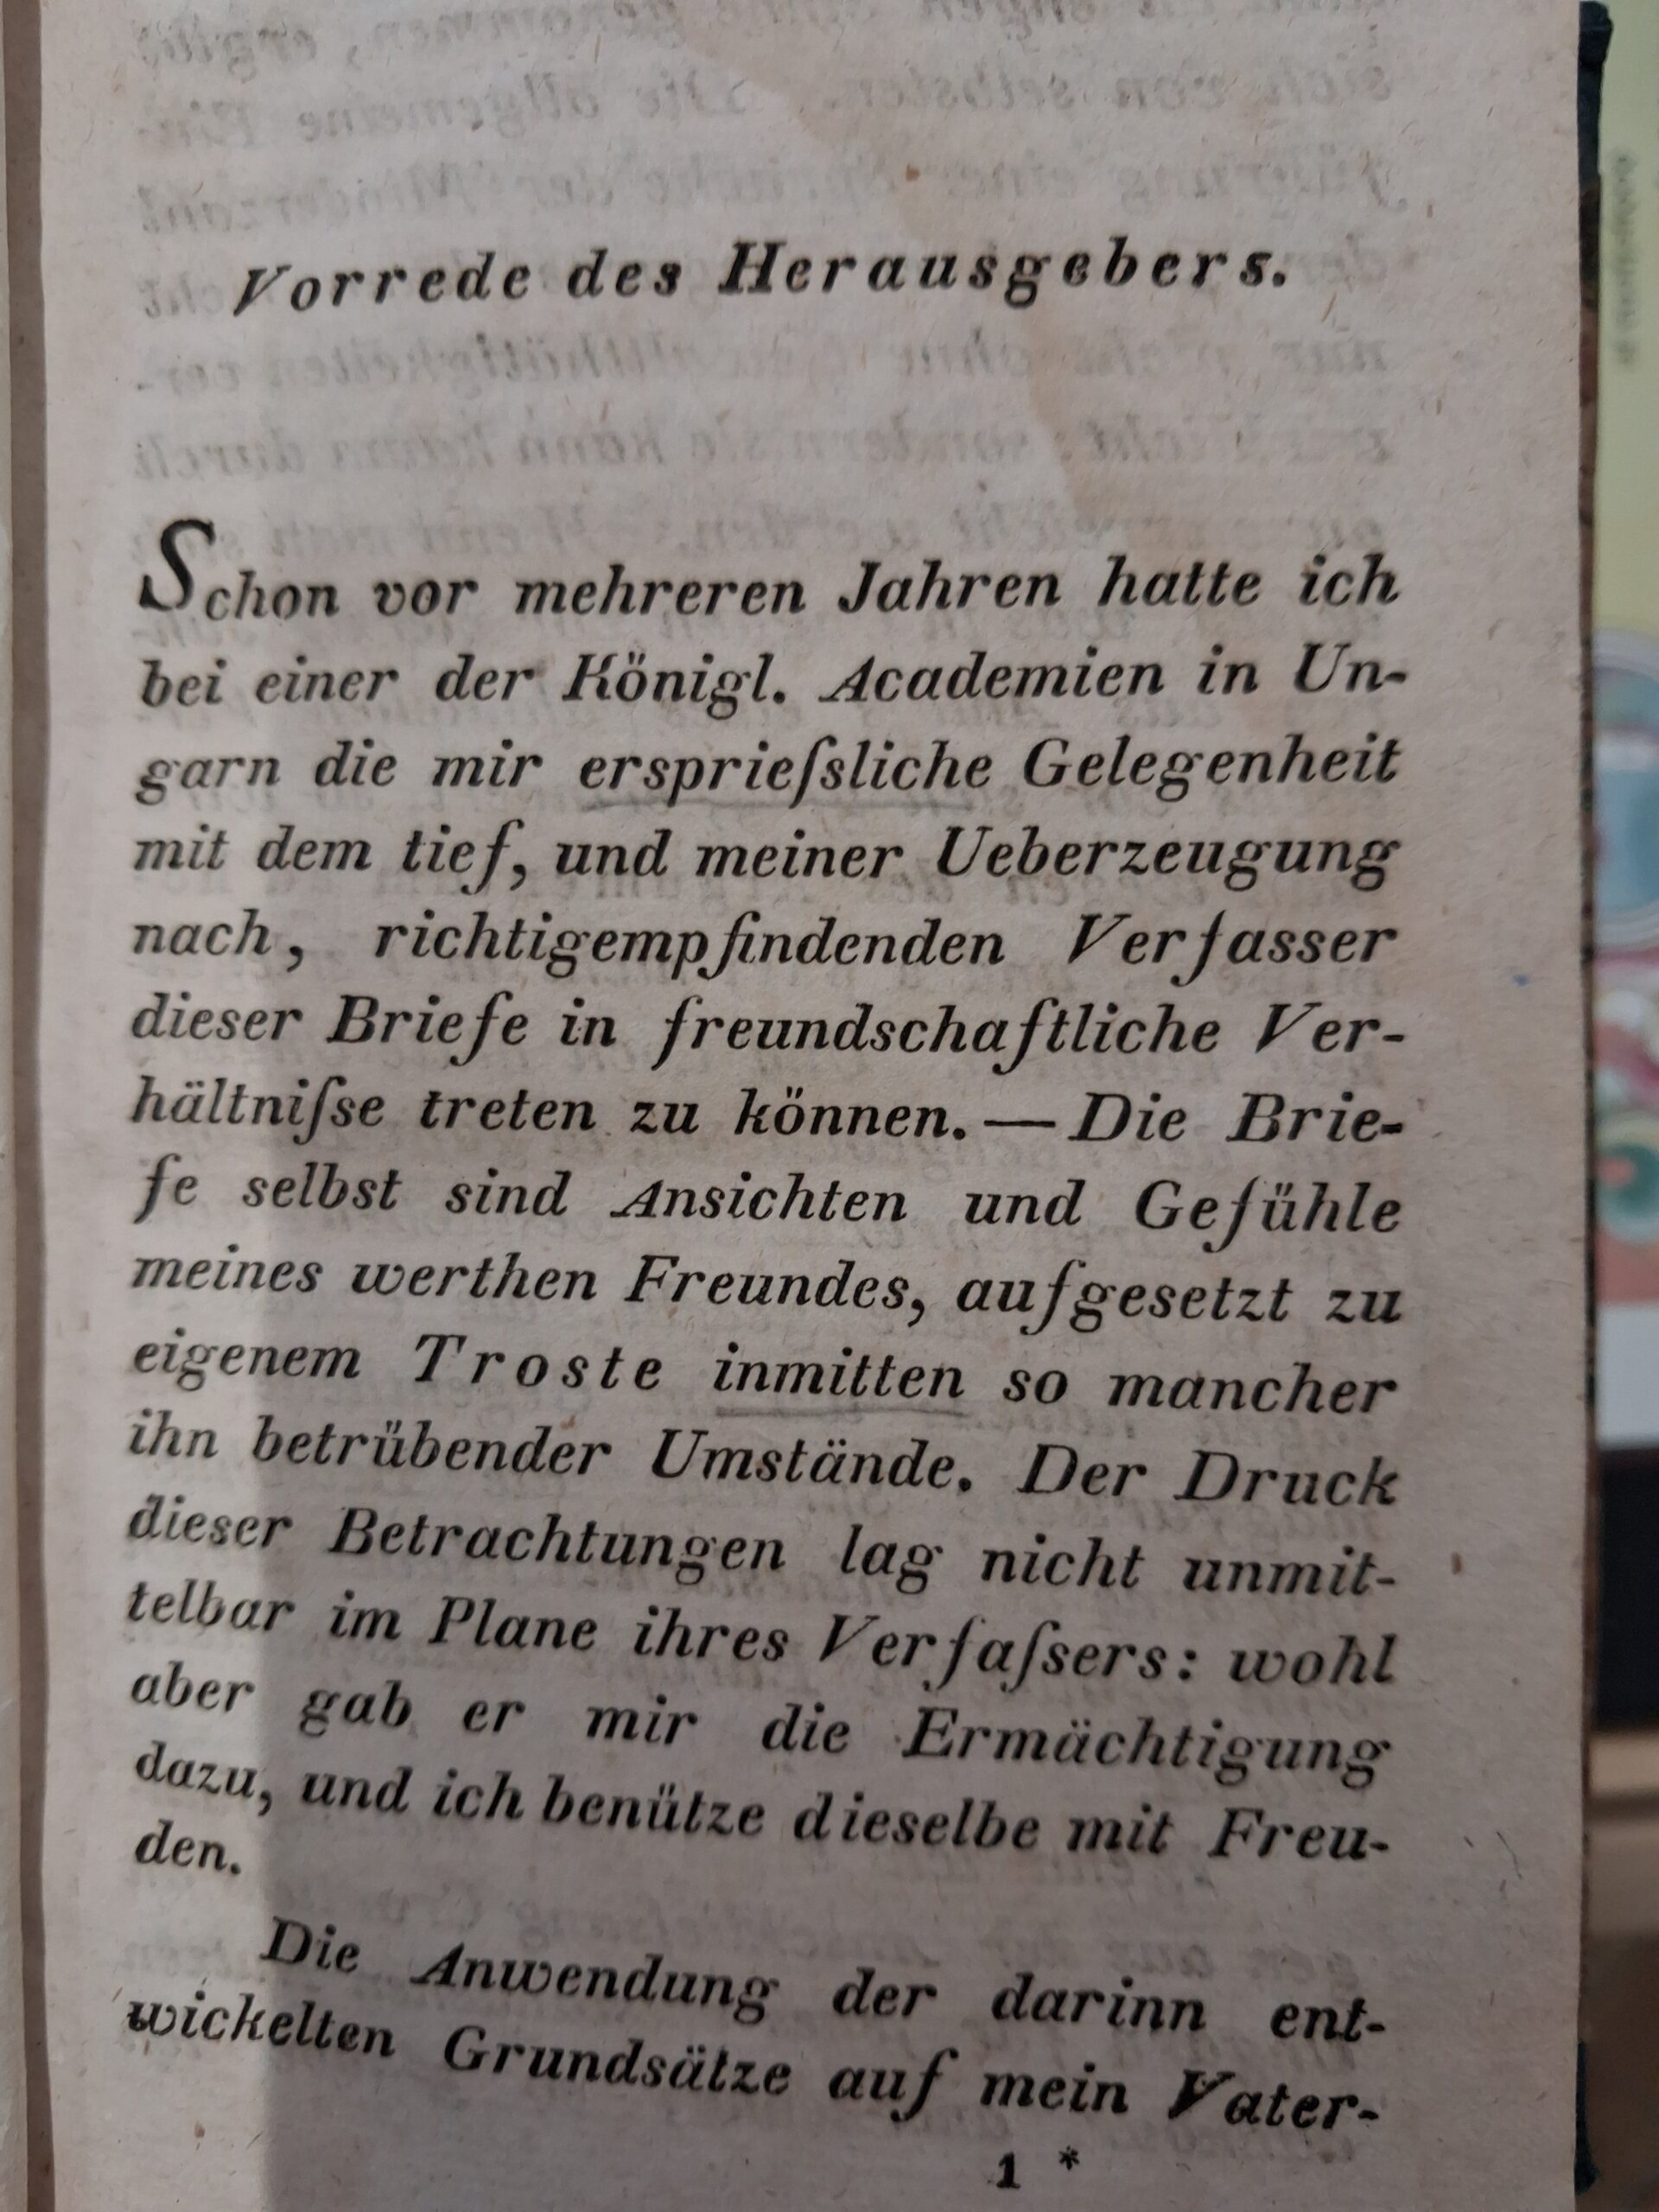 Vorrede des Herausgebers.
Schon vor mehreren Jahren hatte ich
bei einer der Königl. Academien in Un-
garn die mir ersprieſsliche Gelegenheit
mit dem tief, und meiner Ueberzeugung
nach, richtigempfindenden Verfasser
dieser Briefe in freundschaftliche Ver-
hältniſse treten zu können. — Die Brie-
fe selbst sind Ansichten und Gefühle
meines werthen Freundes, aufgesetzt zu
eigenem Troste inmitten so mancher
ihn betrübender Umstände. Der Druck
dieser Betrachtungen lag nicht unmit-
telbar im Plane ihres Verfaſsers: wohl
aber gab er mir die Ermächtigung
dazu, und ich benütze dieselbe mit Freu-
den.
Die Anwendung der darinn ent-
wickelten Grundsätze auf mein Vater-
1 *